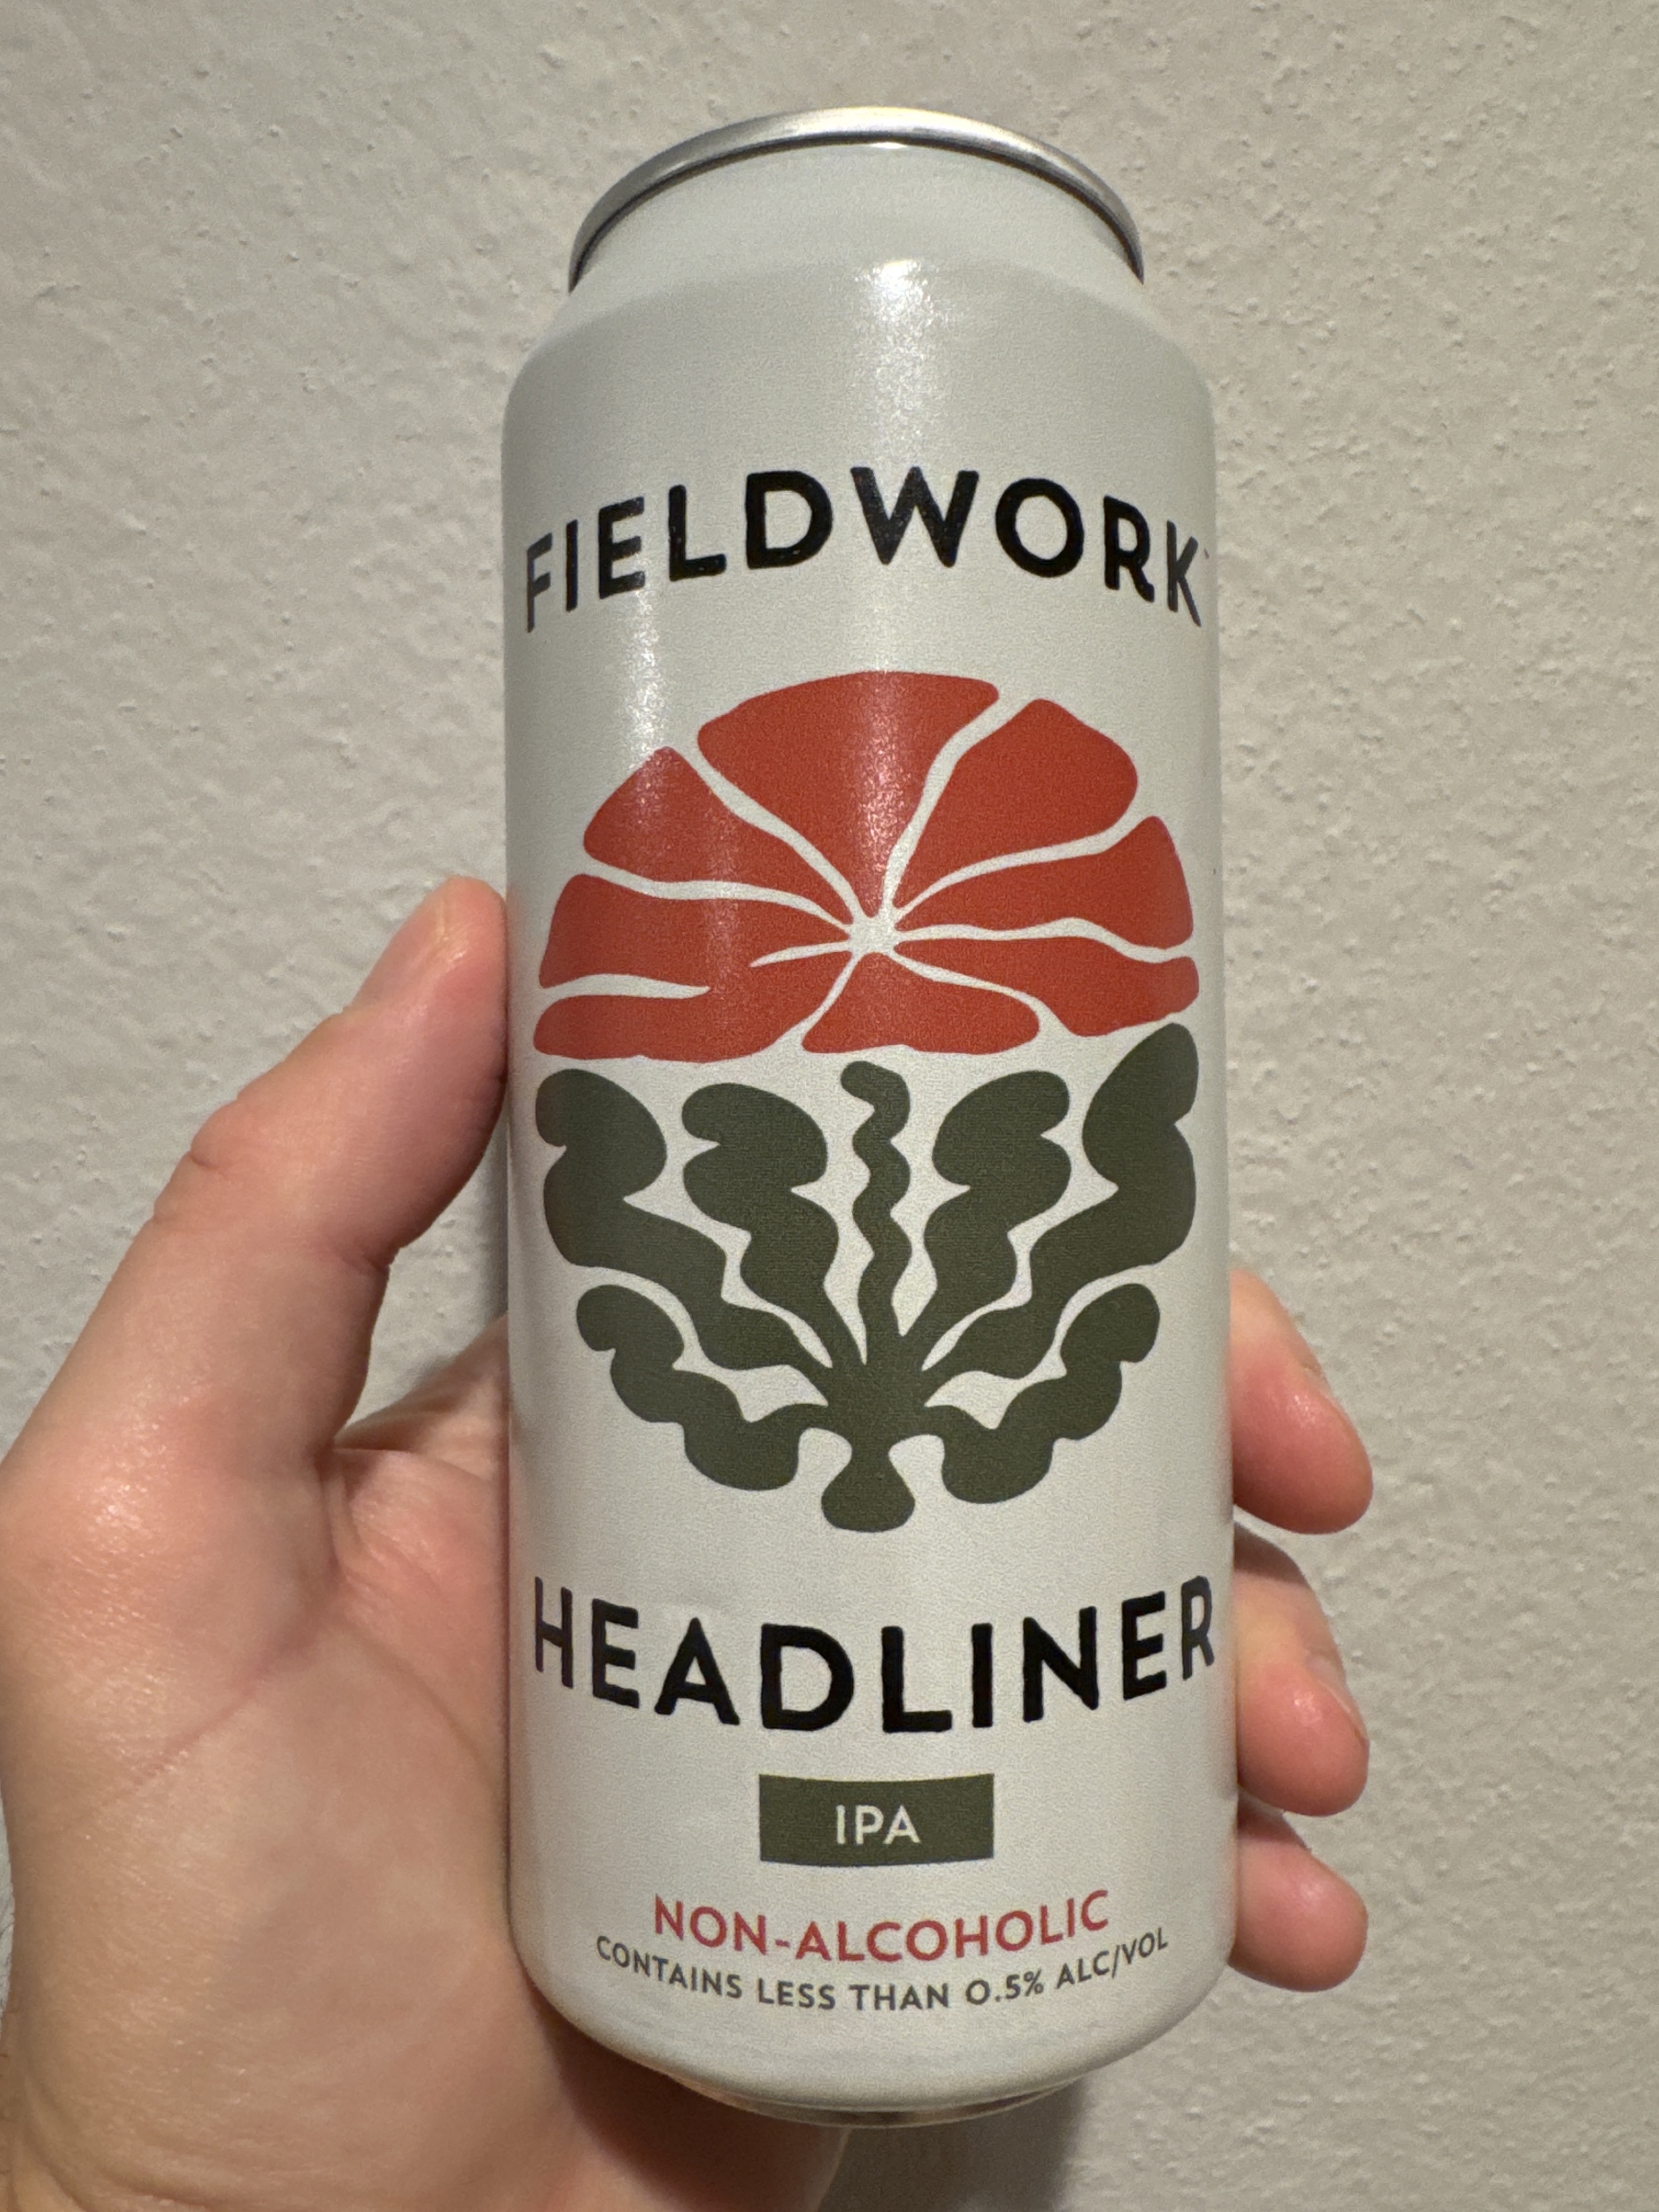 FIELDWORK
HEADLINER
IPA
NON-ALCOHOLIC
CONTAINS LESS THAN 0.5% ALC/VOL